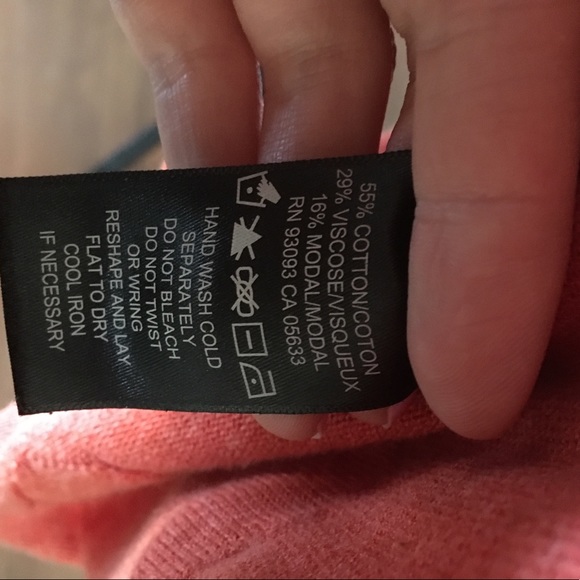 55% COTTON/COTON
29% VISCOSE/VISQUEUX
16% MODAL/MODAL
RN 93093 CA 05633
HAND WASH COLD
SEPARATELY
DO NOT BLEACH
DO NOT TWIST
OR WRING
RESHAPE AND LAY
FLAT TO DRY
COOL IRON
IF NECESSARY